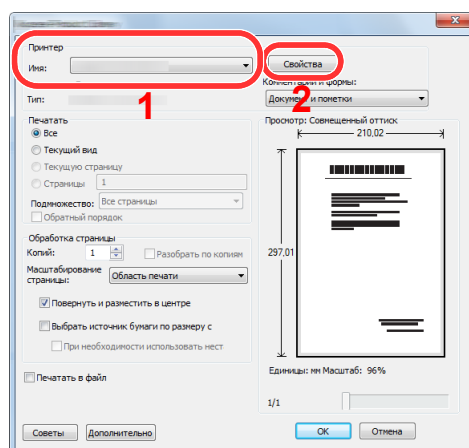 Принтер
Имя:
Свойства
Комментарии и формы:
Тип:
1
2
Документ и пометки
Печатать
Все
Текущий вид
Текущую страницу
Страницы 1
Подмножество: Все страницы
Обратный порядок
Просмотр: Совмещенный оттиск
210,02
297,01
Обработка страницы
Копий: 1
Разобрать по копиям
Масштабирование
страницы: Область печати
Повернуть и разместить в центре
Выбрать источник бумаги по размеру с
При необходимости использовать нест
Печатать в файл
Единицы: мм Масштаб: 96%
1/1
Советы
Дополнительно
OK
Отмена